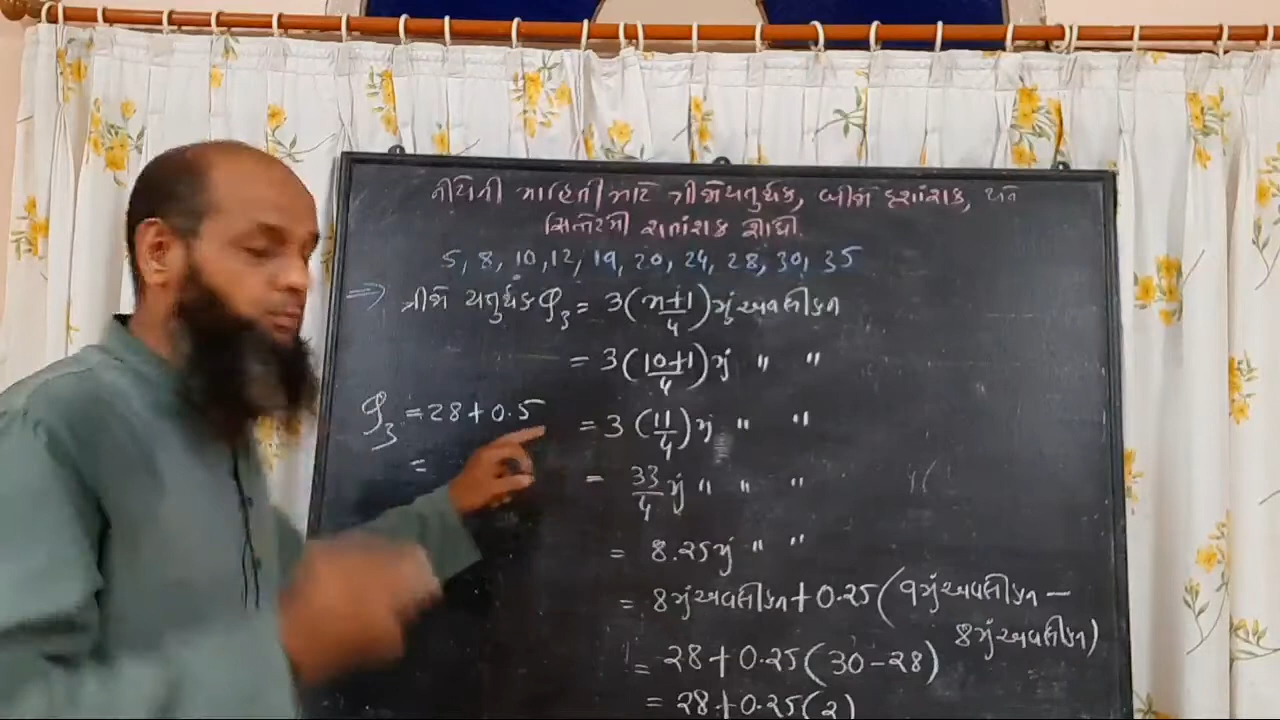 નીચેની માહિતી માટે ત્રીજો ચતુર્થક, બીજો દશાંશક, અને
સિત્તેરમો શતાંશક શોધો.
5, 8, 10, 12, 19, 20, 24, 28, 30, 35
⇒ ત્રીજો ચતુર્થક Q₃ = 3(n+1/4)મું અવલોકન
= 3(10+1/4)મું " "
Q₃ = 28+0.5
=
= 3(11/4)મું " "
= 33/4 મું " " "
= 8.25મું " "
= 8મું અવલોકન + 0.25(9મું અવલોકન −
8મું અવલોકન)
= 28+0.25(30−28)
= 28+0.25(2)